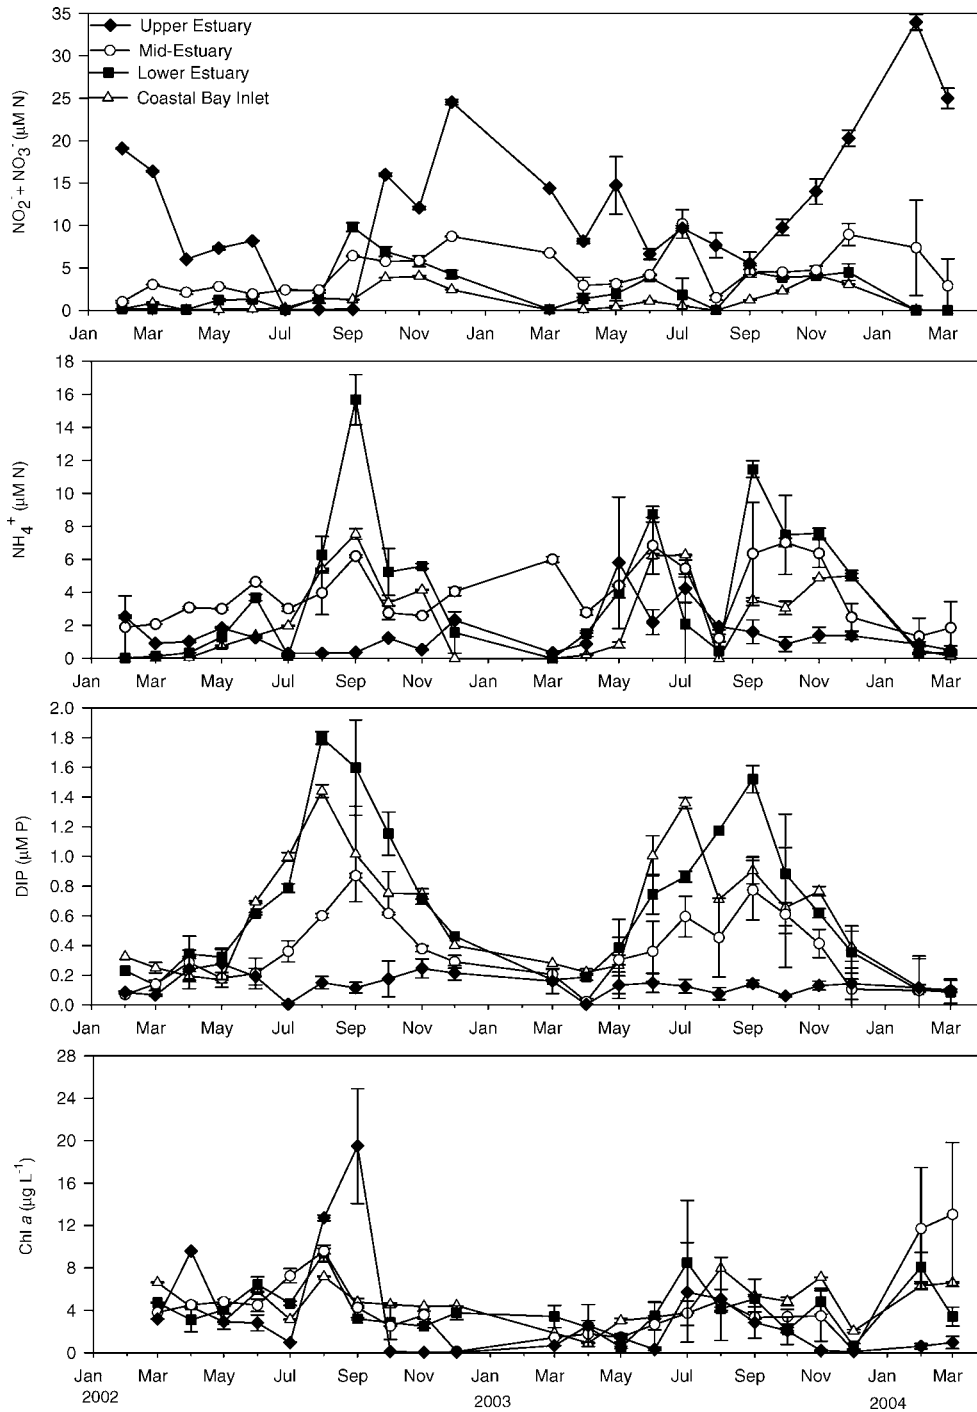 35
30
25
20
15
10
5
0
NO₂⁻ + NO₃⁻ (μM N)
Upper Estuary
Mid-Estuary
Lower Estuary
Coastal Bay Inlet
Jan Mar May Jul Sep Nov Jan Mar May Jul Sep Nov Jan Mar
18
16
14
12
10
8
6
4
2
0
NH₄⁺ (μM N)
Jan Mar May Jul Sep Nov Jan Mar May Jul Sep Nov Jan Mar
2.0
1.8
1.6
1.4
1.2
1.0
0.8
0.6
0.4
0.2
0.0
DIP (μM P)
Jan Mar May Jul Sep Nov Jan Mar May Jul Sep Nov Jan Mar
28
24
20
16
12
8
4
0
Chl a (μg L⁻¹)
Jan Mar May Jul Sep Nov Jan Mar May Jul Sep Nov Jan Mar
2002 2003 2004